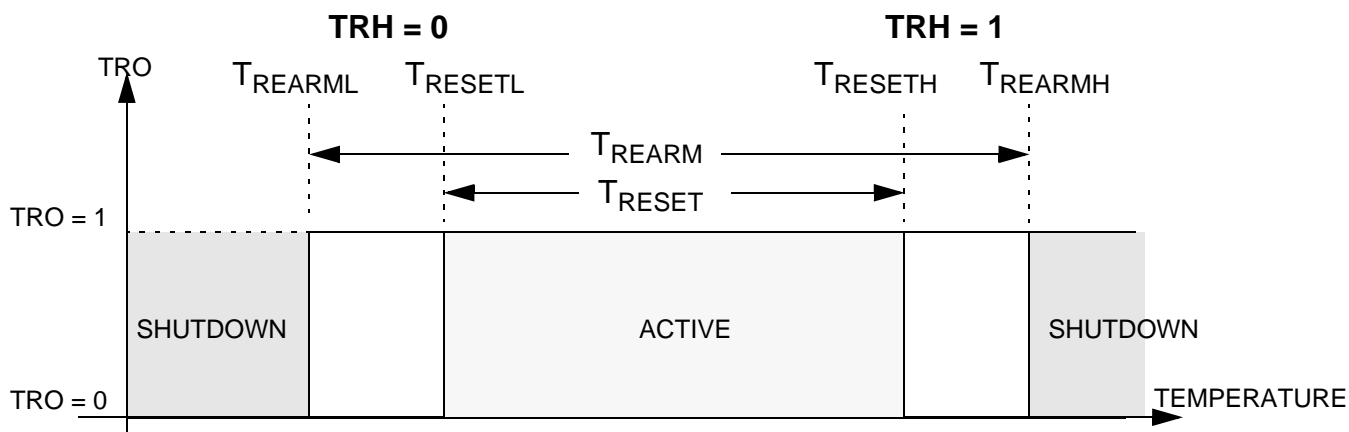 TRH = 0 TRH = 1
TRO
TREARML TRESETL TRESETH TREARMH
TREARM
TRESET
TRO = 1
SHUTDOWN ACTIVE SHUTDOWN
TRO = 0
TEMPERATURE